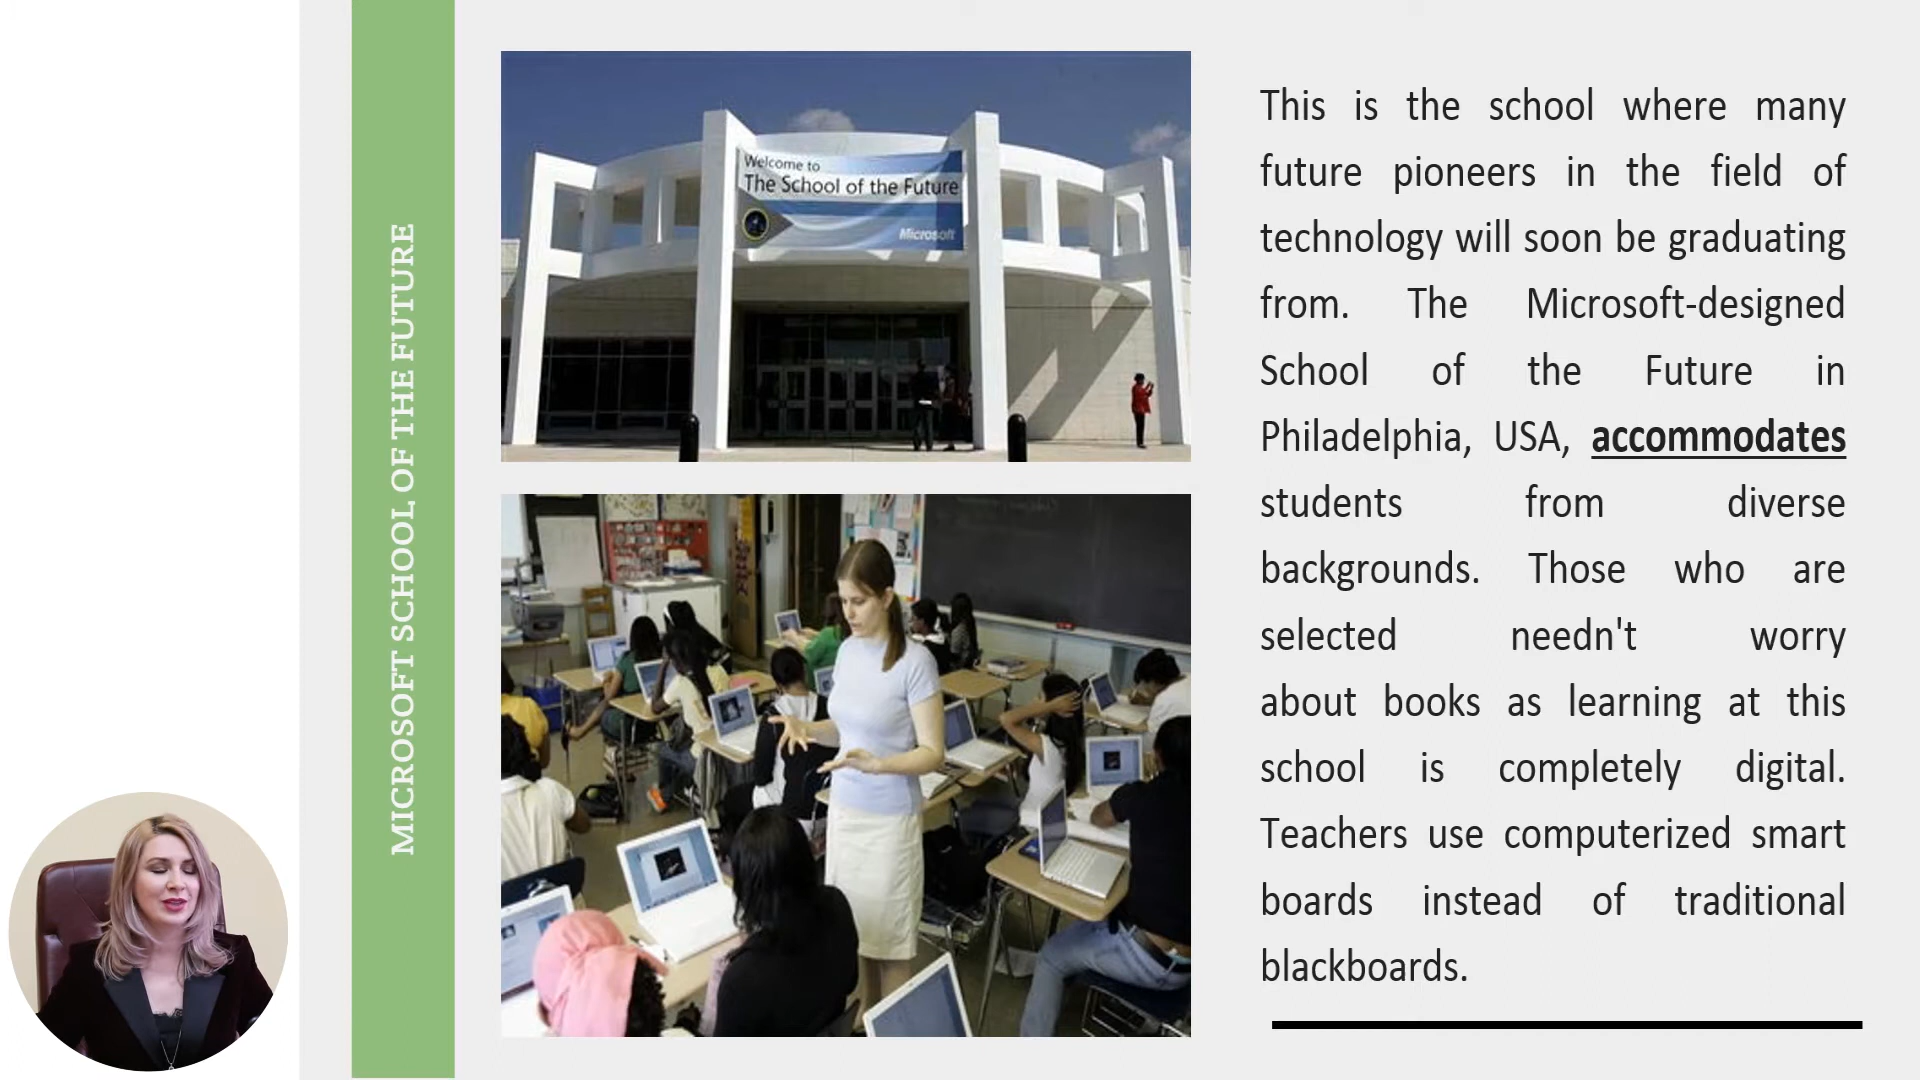 MICROSOFT SCHOOL OF THE FUTURE
Welcome to
The School of the Future
Microsoft
This is the school where many
future pioneers in the field of
technology will soon be graduating
from. The Microsoft-designed
School of the Future in
Philadelphia, USA, accommodates
students from diverse
backgrounds. Those who are
selected needn't worry
about books as learning at this
school is completely digital.
Teachers use computerized smart
boards instead of traditional
blackboards.